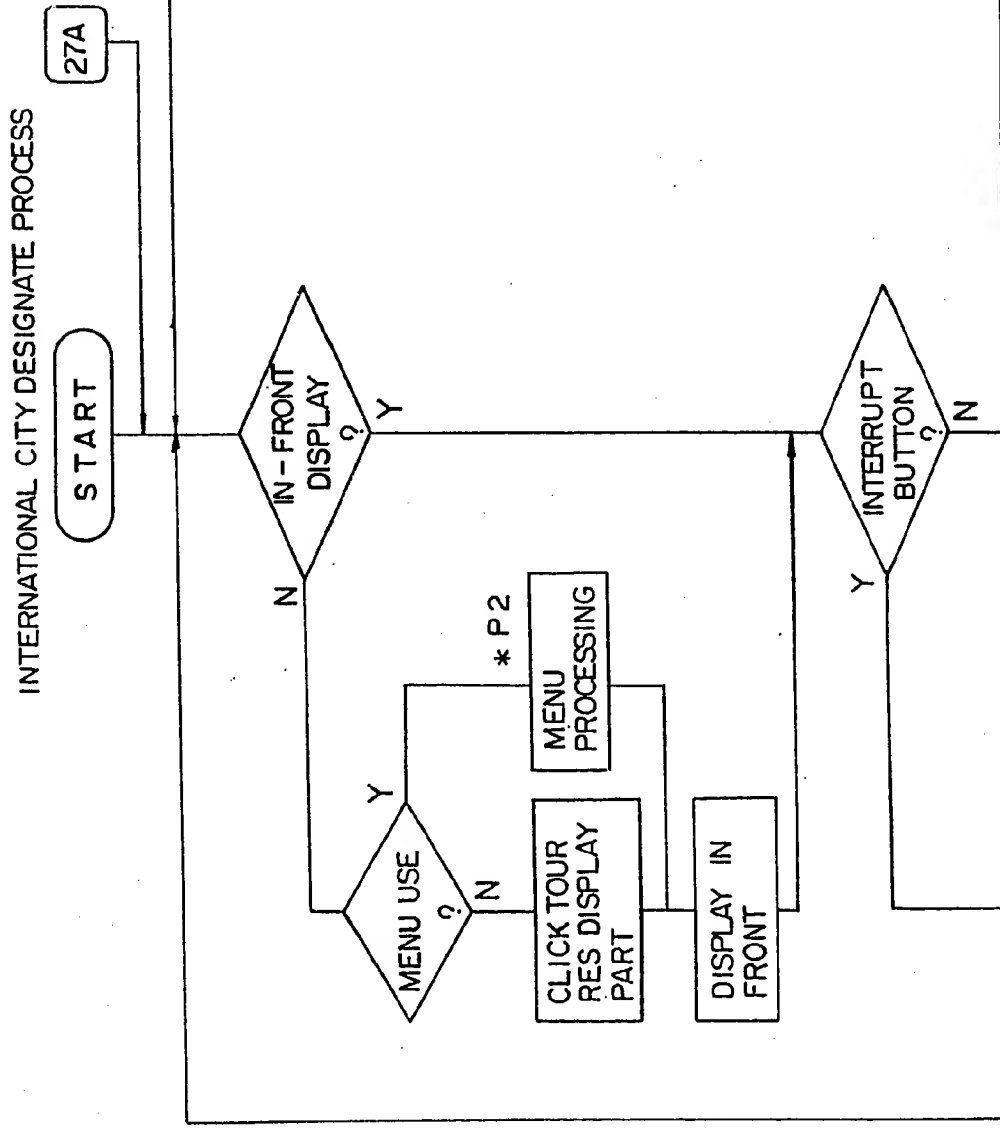 INTERNATIONAL CITY DESIGNATE PROCESS
START
27A
IN-FRONT
DISPLAY
?
N
Y
MENU USE
?
Y
N
* P2
MENU
PROCESSING
CLICK TOUR
RES DISPLAY
PART
DISPLAY IN
FRONT
INTERRUPT
BUTTON
?
Y
N